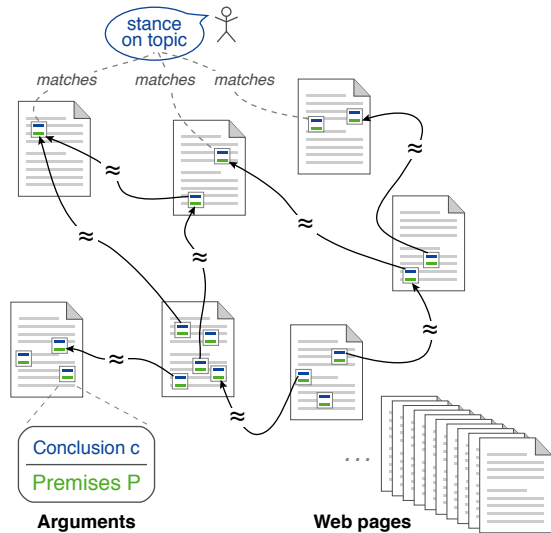 stance
on topic
matches
matches
matches
≈
≈
≈
≈
≈
≈
≈
≈
Conclusion c
Premises P
...
Arguments
Web pages